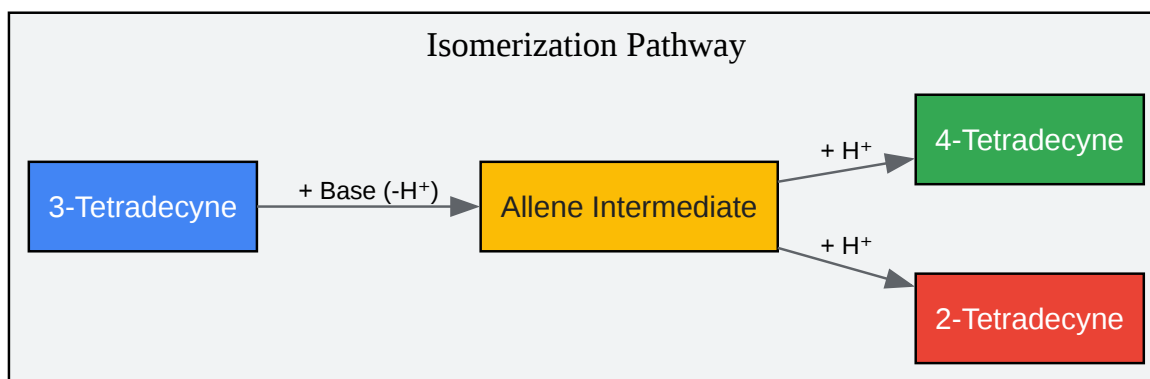 Isomerization Pathway
3-Tetradecyne
+ Base (-H⁺)
Allene Intermediate
+ H⁺
4-Tetradecyne
+ H⁺
2-Tetradecyne